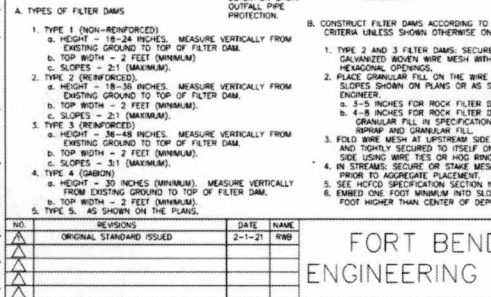 OUTFALL PIPE
PROTECTION.
A. TYPES OF FILTER DAMS
1. TYPE 1 (NON-REINFORCED)
a. HEIGHT - 18-24 INCHES. MEASURE VERTICALLY FROM
EXISTING GROUND TO TOP OF FILTER DAM.
b. TOP WIDTH - 2 FEET (MINIMUM)
c. SLOPES - 2:1 (MAXIMUM).
2. TYPE 2 (REINFORCED).
a. HEIGHT - 18-36 INCHES. MEASURE VERTICALLY FROM
EXISTING GROUND TO TOP OF FILTER DAM.
b. TOP WIDTH - 2 FEET (MINIMUM)
c. SLOPES - 2:1 (MAXIMUM).
3. TYPE 3 (REINFORCED)
a. HEIGHT - 36-48 INCHES. MEASURE VERTICALLY FROM
EXISTING GROUND TO TOP OF FILTER DAM.
b. TOP WIDTH - 2 FEET (MINIMUM)
c. SLOPES - 3:1 (MAXIMUM).
4. TYPE 4 (GABION)
a. HEIGHT - 30 INCHES (MINIMUM). MEASURE VERTICALLY
FROM EXISTING GROUND TO TOP OF FILTER DAM.
5. TYPE 5. AS SHOWN ON THE PLANS.
B. CONSTRUCT FILTER DAMS ACCORDING TO
CRITERIA UNLESS SHOWN OTHERWISE ON
1. TYPE 2 AND 3 FILTER DAMS: SECURE
GALVANIZED WOVEN WIRE MESH WITH
HEXAGONAL OPENINGS.
2. PLACE GRANULAR FILL ON THE WIRE
SLOPES SHOWN ON PLANS OR AS S
ENGINEER.
a. 3-5 INCHES FOR ROCK FILTER D
b. 4-8 INCHES FOR ROCK FILTER D
GRANULAR FILL IN SPECIFICATION
RIPRAP AND GRANULAR FILL.
3. FOLD WIRE MESH AT UPSTREAM SIDE
AND TIGHTLY SECURED TO ITSELF ON
SIDE USING WIRE TIES OR HOG RING
4. IN STREAMS: SECURE OR STAKE MES
PRIOR TO AGGREGATE PLACEMENT.
5. SEE HCFCD SPECIFICATION SECTION N
6. EMBED ONE FOOT MINIMUM INTO SLO
FOOT HIGHER THAN CENTER OF DEP
NO. REVISIONS DATE NAME
ORIGINAL STANDARD ISSUED 2-1-21 RWB
FORT BEND
ENGINEERING